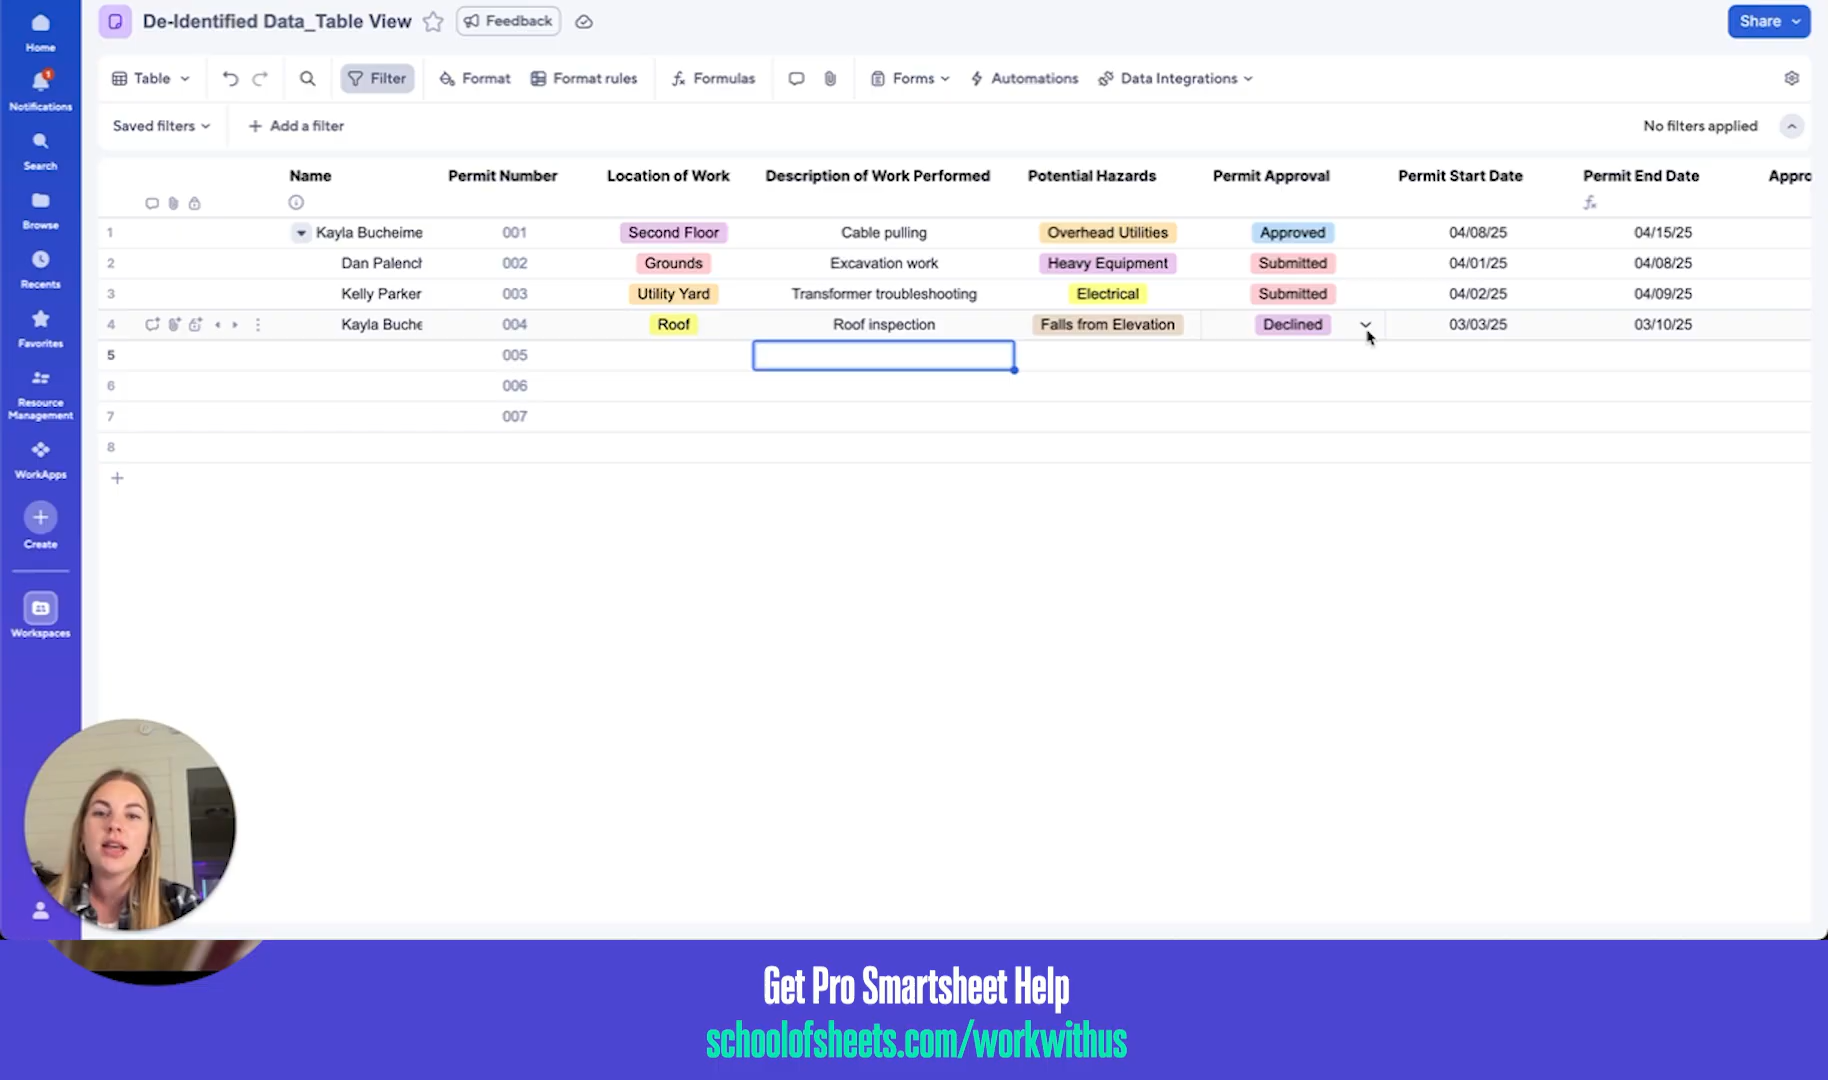 De-Identified Data_Table View
Feedback
Share
Home
Notifications
1
Search
Browse
Recents
Favorites
Resource
Management
WorkApps
Create
Workspaces
Table
Filter
Format
Format rules
fx Formulas
Forms
Automations
Data Integrations
Saved filters
+ Add a filter
No filters applied
Name Permit Number Location of Work Description of Work Performed Potential Hazards Permit Approval Permit Start Date Permit End Date Appro
fx
1 Kayla Bucheime 001 Second Floor Cable pulling Overhead Utilities Approved 04/08/25 04/15/25
2 Dan Palencl 002 Grounds Excavation work Heavy Equipment Submitted 04/01/25 04/08/25
3 Kelly Parker 003 Utility Yard Transformer troubleshooting Electrical Submitted 04/02/25 04/09/25
4 Kayla Buche 004 Roof Roof inspection Falls from Elevation Declined 03/03/25 03/10/25
5 005
6 006
7 007
8
+
Get Pro Smartsheet Help
schoolofsheets.com/workwithus